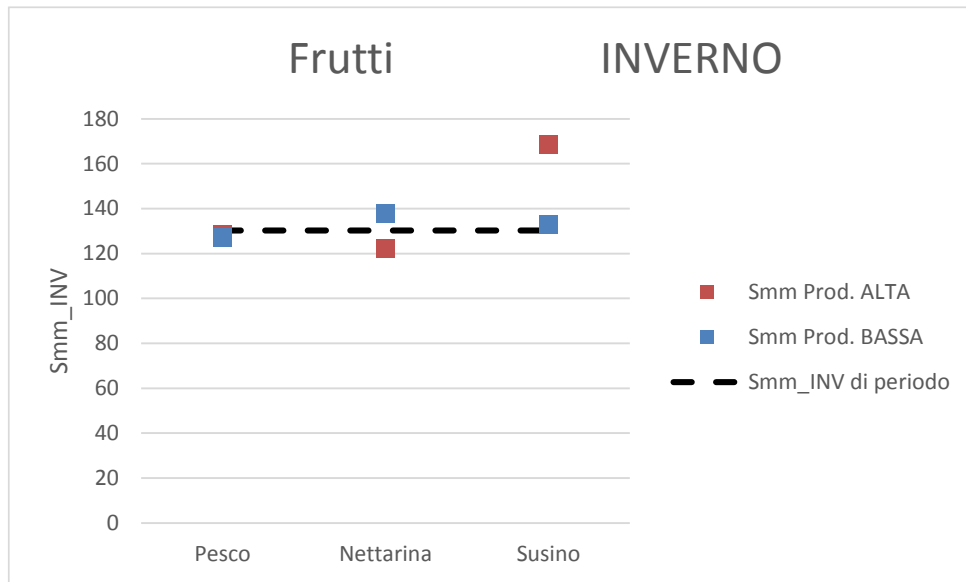 Frutti INVERNO
180
160
140
120
100
80
60
40
20
0
Smm_INV
Pesco Nettarina Susino
Smm Prod. ALTA
Smm Prod. BASSA
Smm_INV di periodo